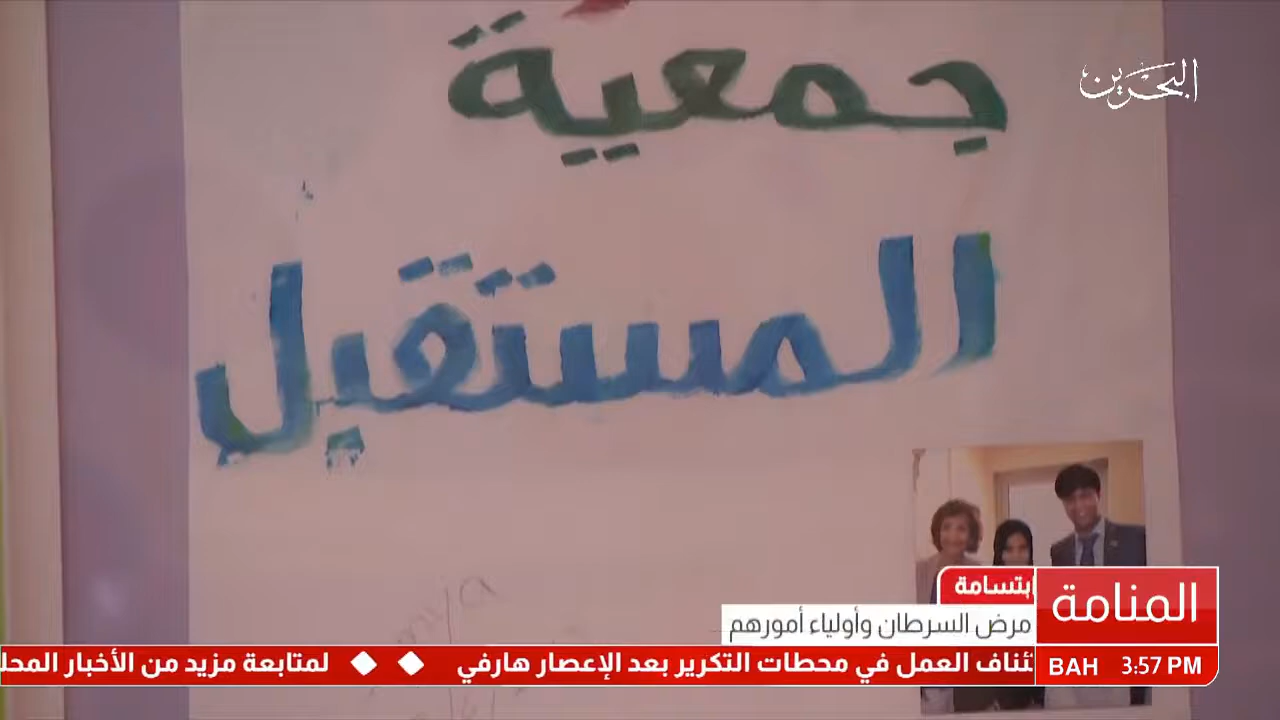 جمعية
البحرين
المستقبل
ابتسامة
المنامة
مرض السرطان وأولياء أمورهم
ئناف العمل في محطات التكرير بعد الإعصار هارفي
لمتابعة مزيد من الأخبار المحل
BAH 3:57 PM